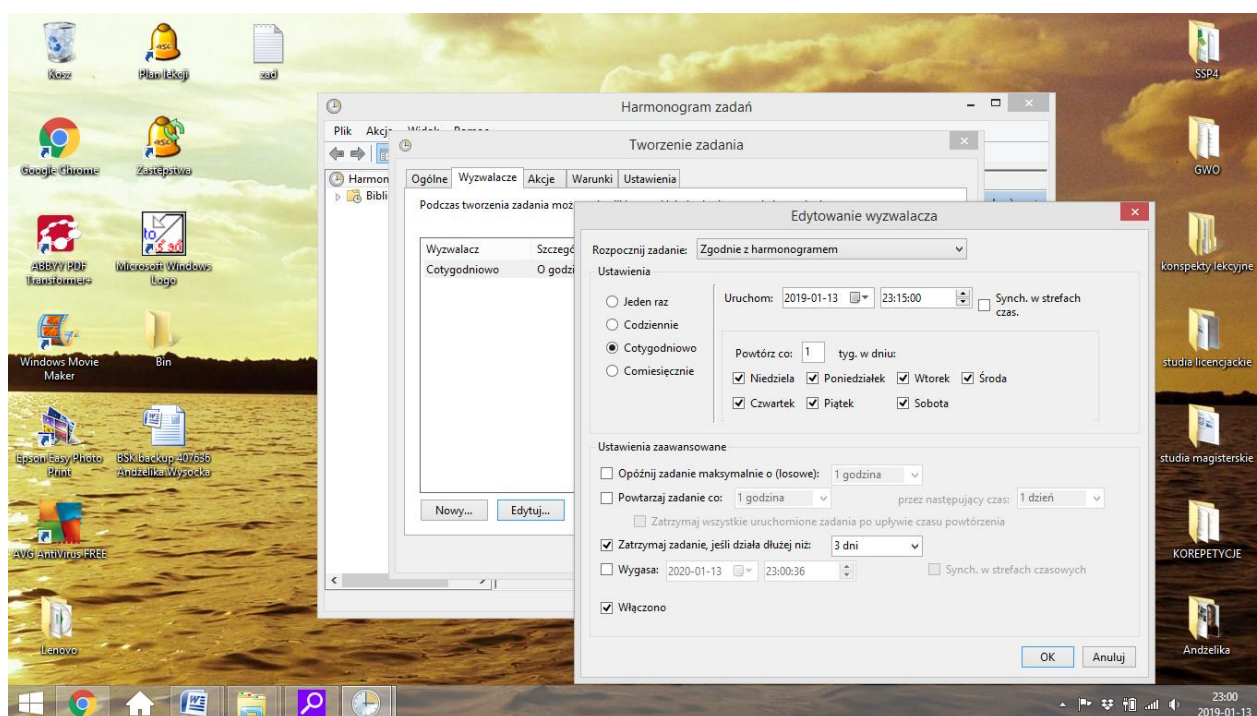 Kosz
Plan lekcji
zad
SSP4
Google Chrome
Zastępstwa
GWO
ABBYY PDF
Transformer+
Microsoft Windows
Logo
konspekty lekcyjne
Windows Movie
Maker
Bin
studia licencjackie
Epson Easy Photo
Print
BSK backup 407636
Andżelika Wysocka
studia magisterskie
AVG AntiVirus FREE
KOREPETYCJE
Lenovo
Andżelika
Harmonogram zadań
Plik Akcja Widok Pomoc
Harmon
Bibli
Tworzenie zadania
Ogólne Wyzwalacze Akcje Warunki Ustawienia
Podczas tworzenia zadania moż
Wyzwalacz Szczegó
Cotygodniowo O godzi
Nowy... Edytuj...
Edytowanie wyzwalacza
Rozpocznij zadanie: Zgodnie z harmonogramem
Ustawienia
Jeden raz
Codziennie
Cotygodniowo
Comiesięcznie
Uruchom: 2019-01-13 23:15:00 Synch. w strefach
czas.
Powtórz co: 1 tyg. w dniu:
Niedziela Poniedziałek Wtorek Środa
Czwartek Piątek Sobota
Ustawienia zaawansowane
Opóźnij zadanie maksymalnie o (losowe): 1 godzina
Powtarzaj zadanie co: 1 godzina przez następujący czas: 1 dzień
Zatrzymaj wszystkie uruchomione zadania po upływie czasu powtórzenia
Zatrzymaj zadanie, jeśli działa dłużej niż: 3 dni
Wygasa: 2020-01-13 23:00:36 Synch. w strefach czasowych
Włączono
OK Anuluj
23:00
2019-01-13